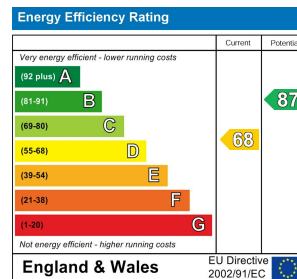 Energy Efficiency Rating
Current Potentia
Very energy efficient - lower running costs
(92 plus) A
(81-91) B
87
(69-80) C
68
(55-68) D
(39-54) E
(21-38) F
(1-20) G
Not energy efficient - higher running costs
England & Wales
EU Directive
2002/91/EC